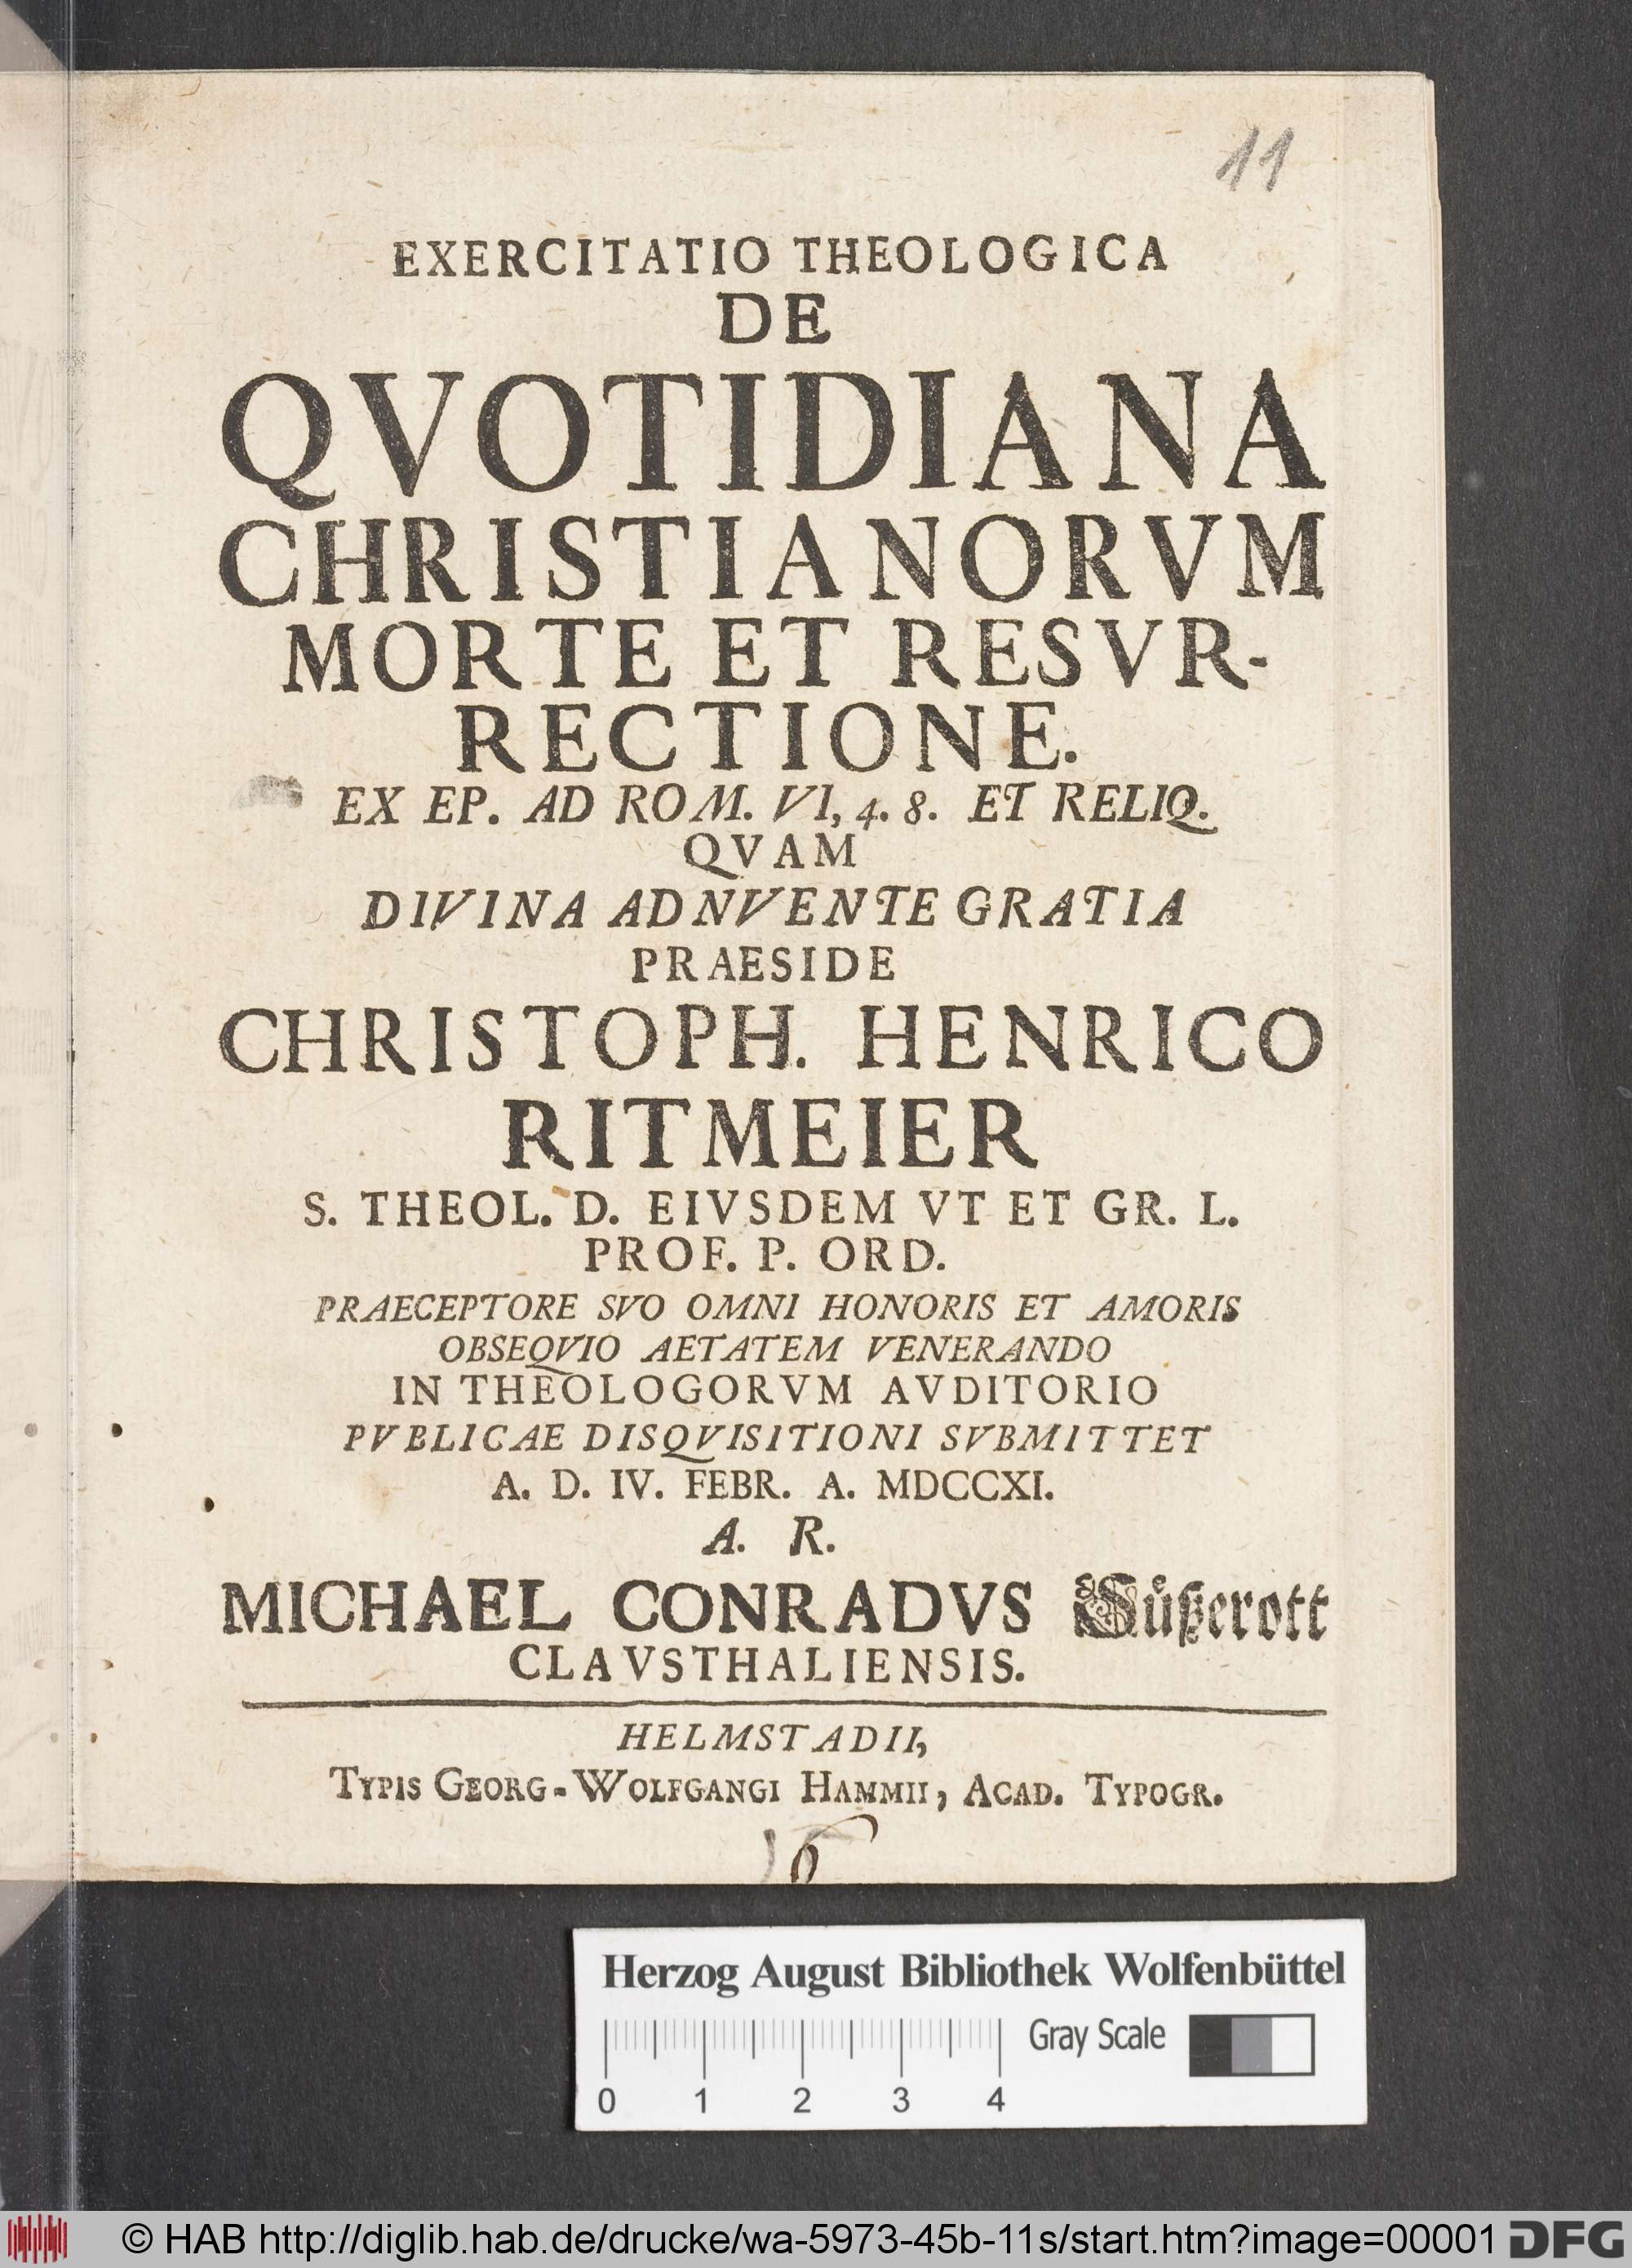 11
EXERCITATIO THEOLOGICA
DE
QVOTIDIANA
CHRISTIANORVM
MORTE ET RESVR-
RECTIONE.
EX EP. AD ROM. VI, 4. 8. ET RELIQ.
QVAM
DIVINA ADNVENTE GRATIA
PRAESIDE
CHRISTOPH. HENRICO
RITMEIER
S. THEOL. D. EIVSDEM VT ET GR. L.
PROF. P. ORD.
PRAECEPTORE SVO OMNI HONORIS ET AMORIS
OBSEQVIO AETATEM VENERANDO
IN THEOLOGORVM AVDITORIO
PVBLICAE DISQVISITIONI SVBMITTET
A. D. IV. FEBR. A. MDCCXI.
A. R.
MICHAEL CONRADVS Süßerott
CLAVSTHALIENSIS.
HELMSTADII,
TYPIS GEORG-WOLFGANGI HAMMII, ACAD. TYPOGR.
Herzog August Bibliothek Wolfenbüttel
Gray Scale
0 1 2 3 4
© HAB http://diglib.hab.de/drucke/wa-5973-45b-11s/start.htm?image=00001 DFG